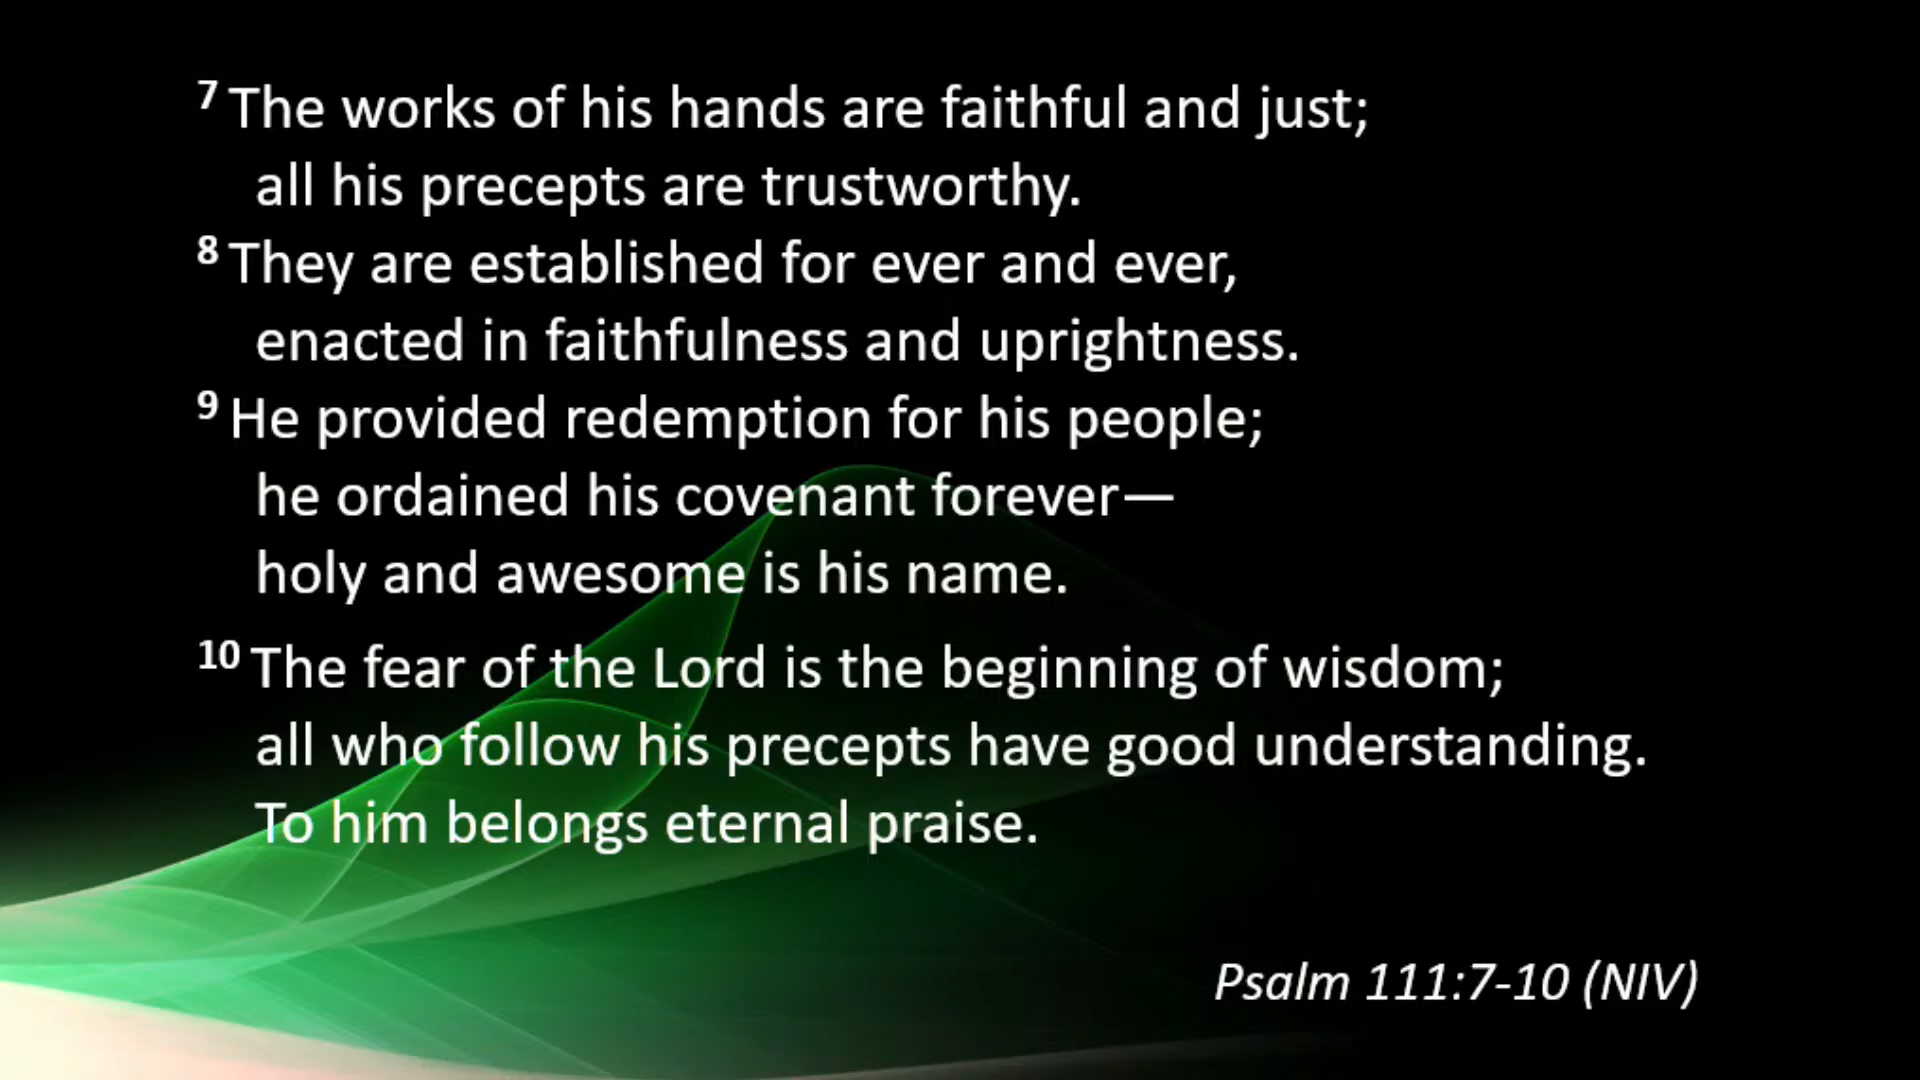 7 The works of his hands are faithful and just;
all his precepts are trustworthy.
8 They are established for ever and ever,
enacted in faithfulness and uprightness.
9 He provided redemption for his people;
he ordained his covenant forever—
holy and awesome is his name.
10 The fear of the Lord is the beginning of wisdom;
all who follow his precepts have good understanding.
To him belongs eternal praise.
Psalm 111:7-10 (NIV)